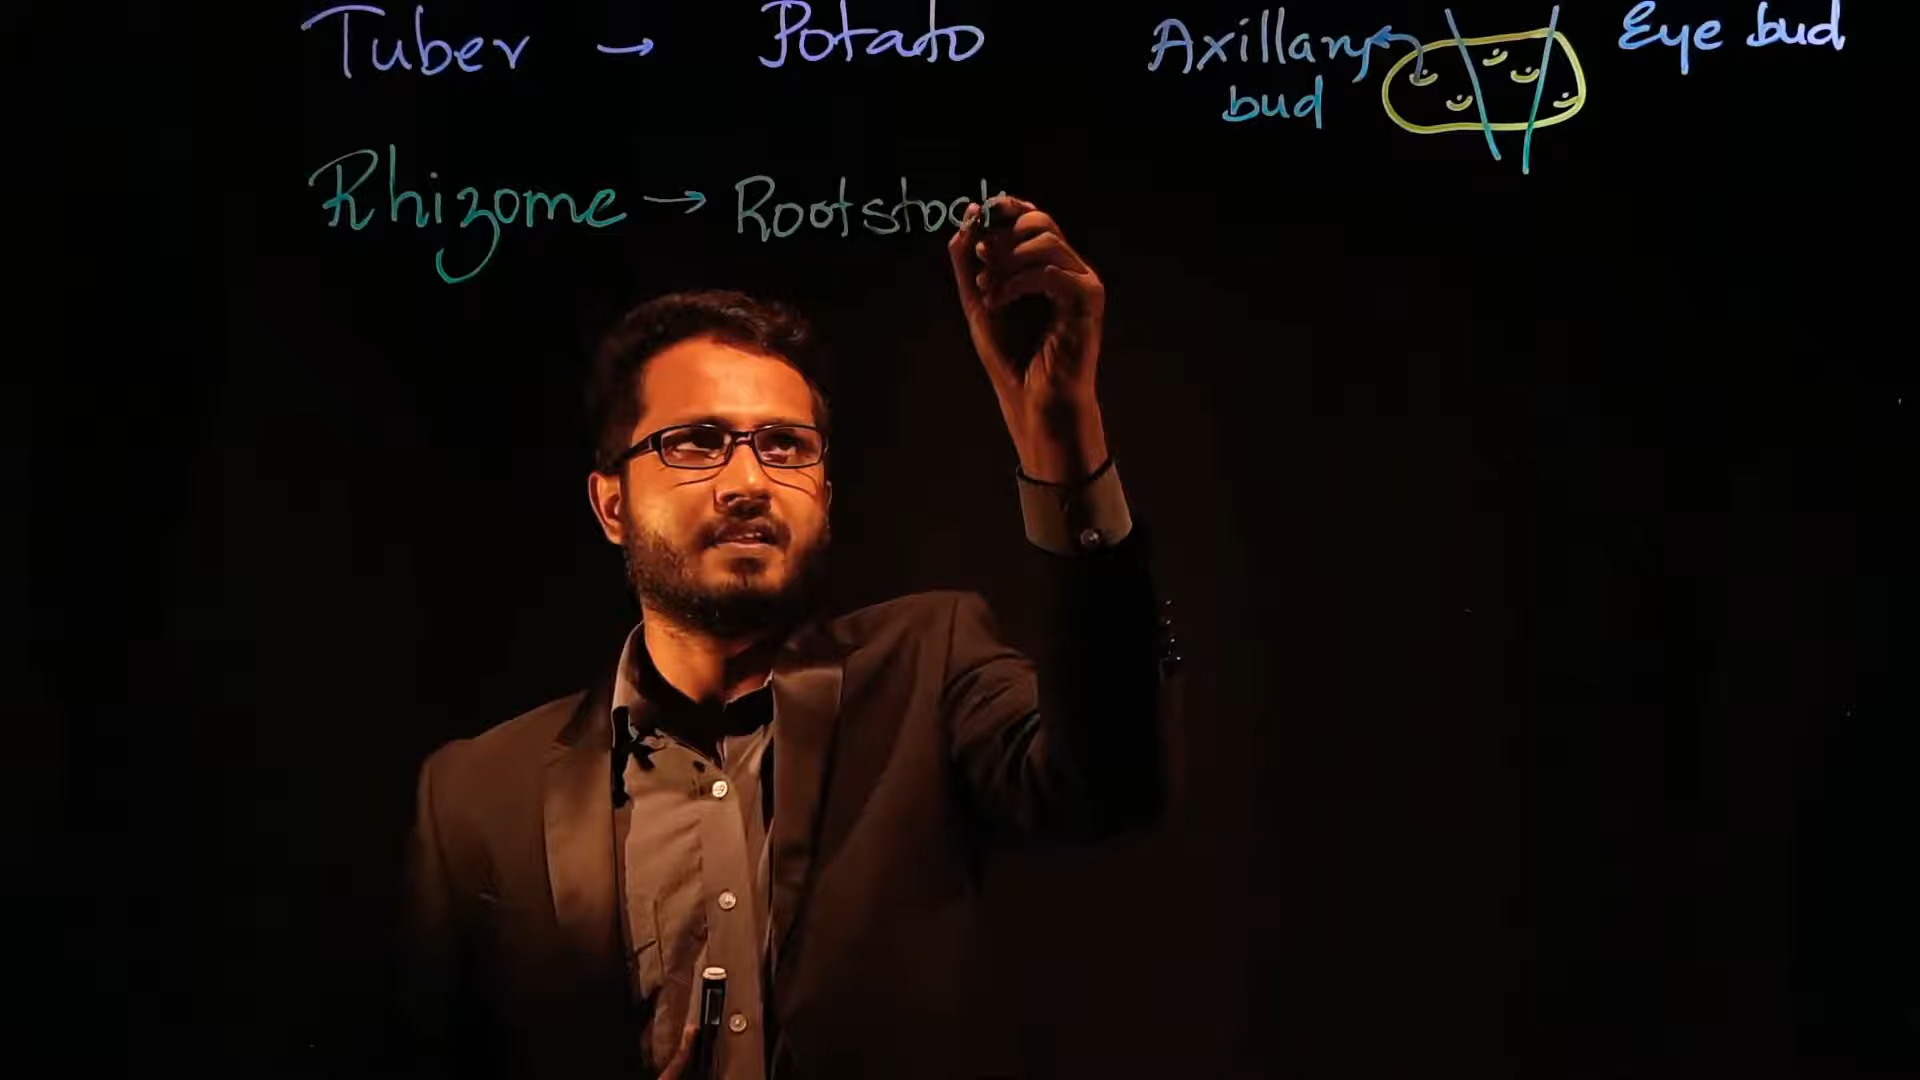 Tuber → Potato
Axillary
bud
Eye bud
Rhizome → Rootstock